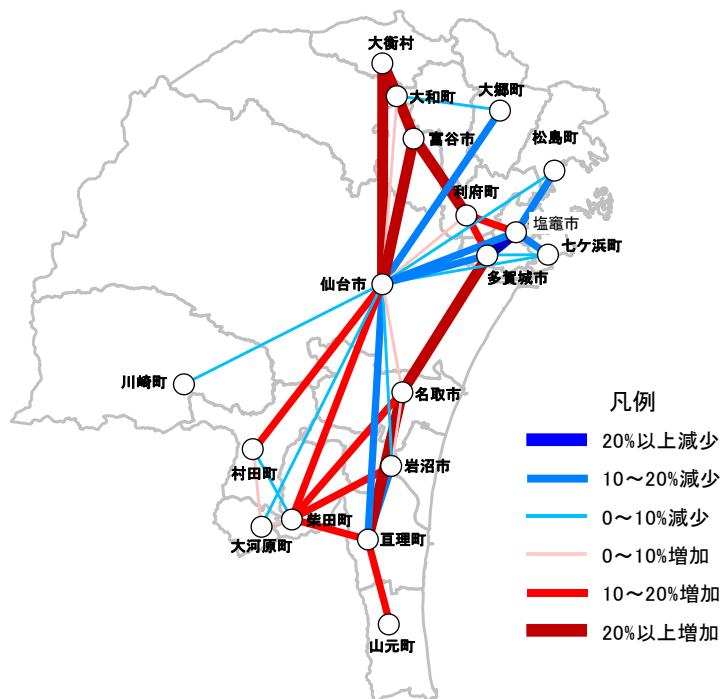 大衡村
大和町
大郷町
富谷市
松島町
利府町
塩竈市
七ケ浜町
多賀城市
仙台市
川崎町
名取市
村田町
岩沼市
柴田町
大河原町
亘理町
山元町
凡例
20%以上減少
10～20%減少
0～10%減少
0～10%増加
10～20%増加
20%以上増加